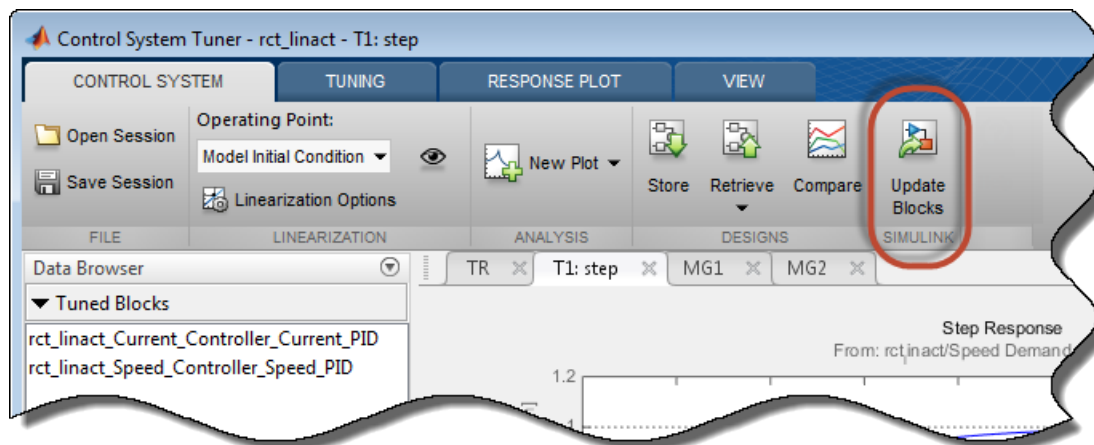 Control System Tuner - rct_linact - T1: step
CONTROL SYSTEM TUNING RESPONSE PLOT VIEW
Open Session
Save Session
Operating Point:
Model Initial Condition
Linearization Options
New Plot
Store
Retrieve
Compare
Update
Blocks
FILE LINEARIZATION ANALYSIS DESIGNS SIMULINK
Data Browser
TR T1: step MG1 MG2
Tuned Blocks
rct_linact_Current_Controller_Current_PID
rct_linact_Speed_Controller_Speed_PID
Step Response
From: rct_linact/Speed Demand
1.2
1